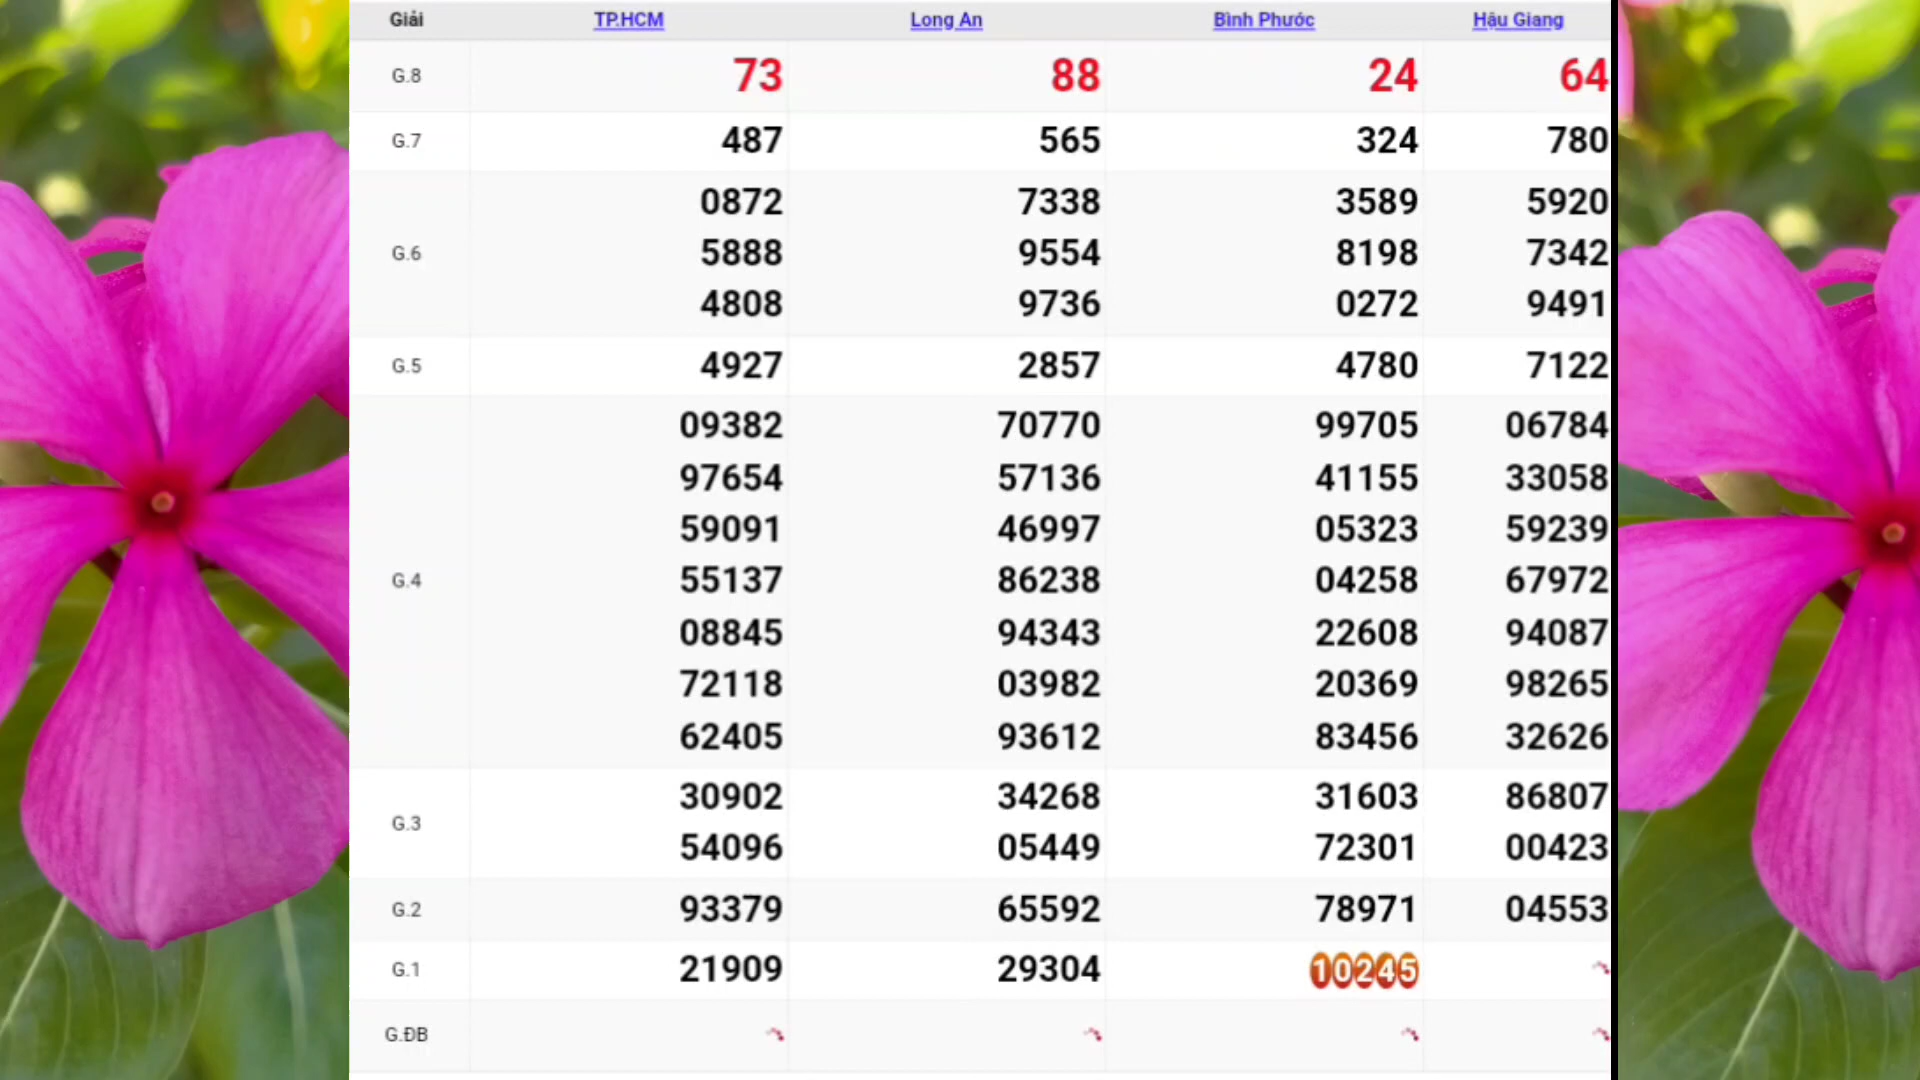 Giải TP.HCM Long An Bình Phước Hậu Giang
G.8 73 88 24 64
G.7 487 565 324 780
0872 7338 3589 5920
G.6 5888 9554 8198 7342
4808 9736 0272 9491
G.5 4927 2857 4780 7122
09382 70770 99705 06784
97654 57136 41155 33058
59091 46997 05323 59239
G.4 55137 86238 04258 67972
08845 94343 22608 94087
72118 03982 20369 98265
62405 93612 83456 32626
30902 34268 31603 86807
G.3
54096 05449 72301 00423
G.2 93379 65592 78971 04553
G.1 21909 29304 10245
G.ĐB